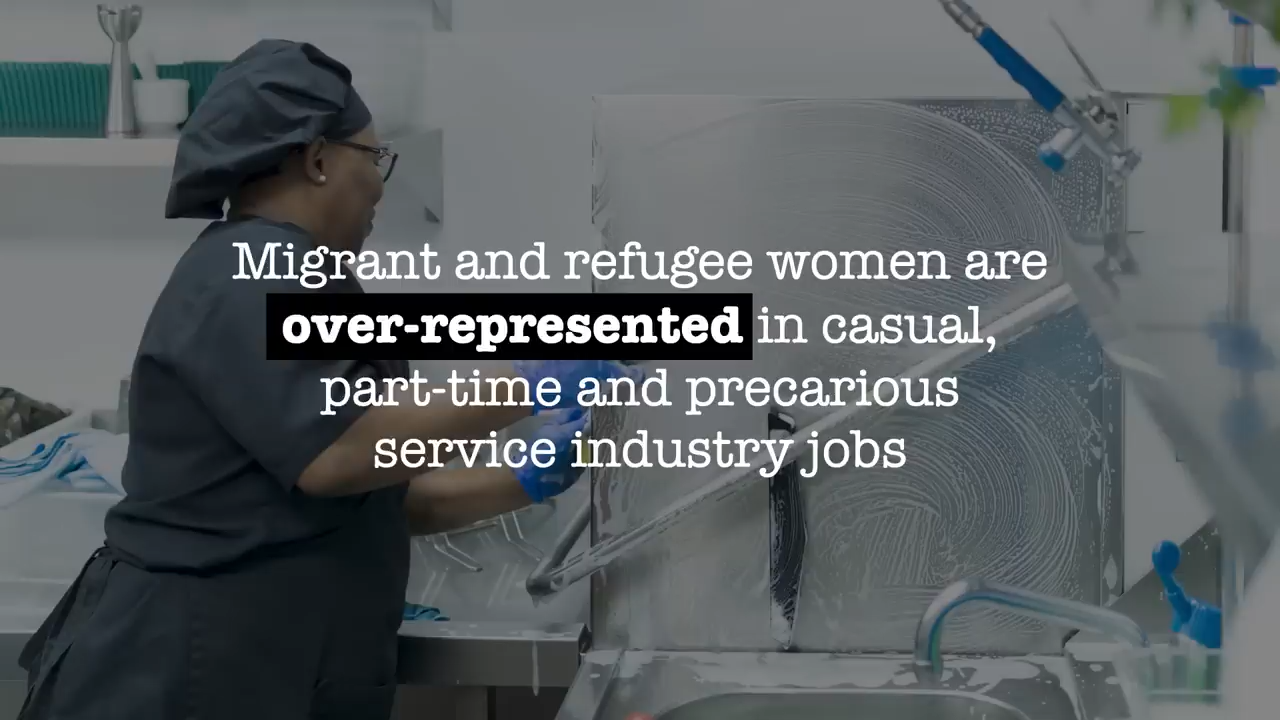 Migrant and refugee women are
over-represented in casual,
part-time and precarious
service industry jobs